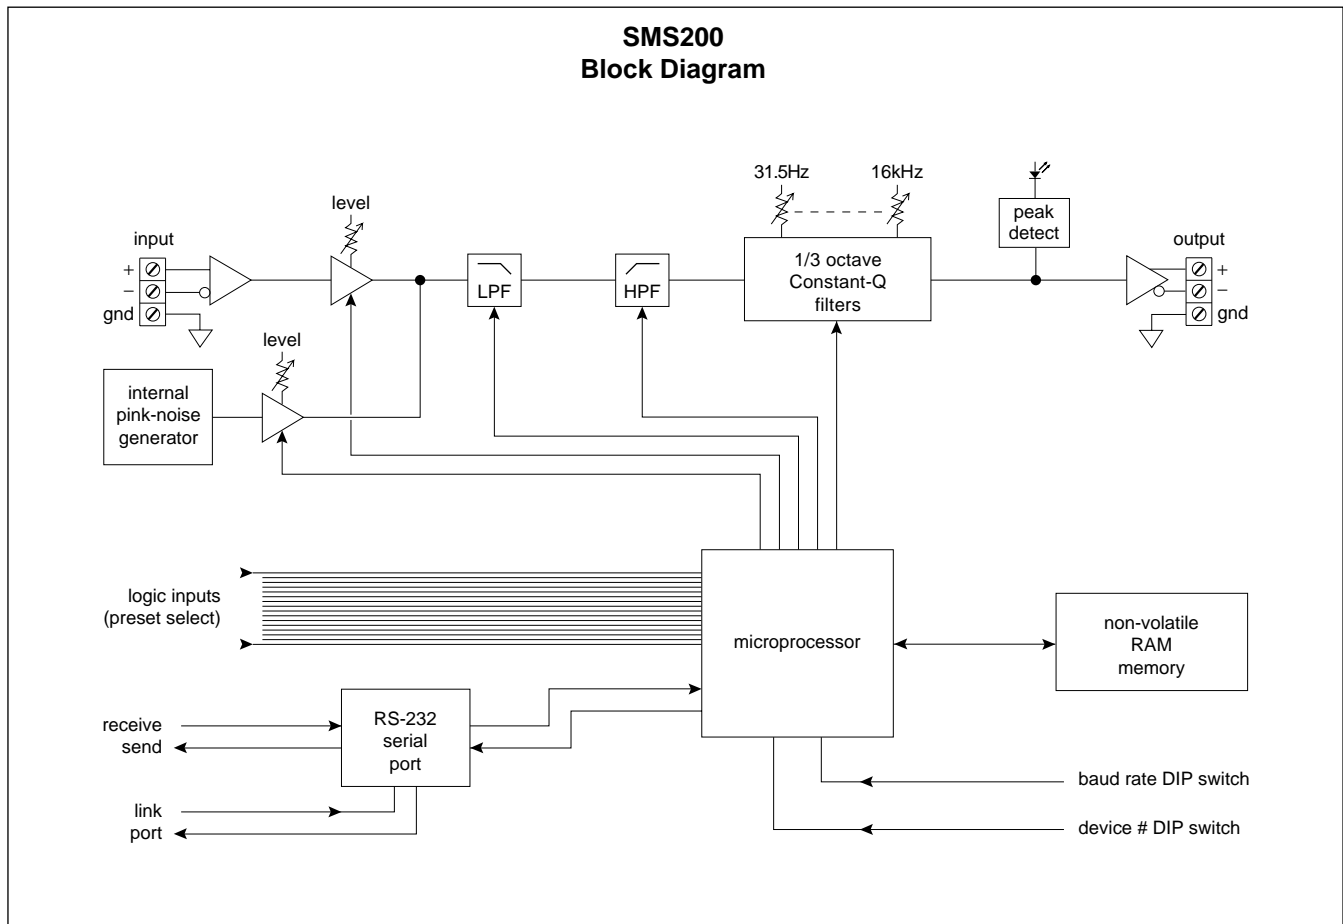 SMS200
Block Diagram
31.5Hz
16kHz
level
peak
detect
input
output
+
−
gnd
LPF
HPF
1/3 octave
Constant-Q
filters
+
−
gnd
level
internal
pink-noise
generator
logic inputs
(preset select)
microprocessor
non-volatile
RAM
memory
receive
send
RS-232
serial
port
link
port
baud rate DIP switch
device # DIP switch